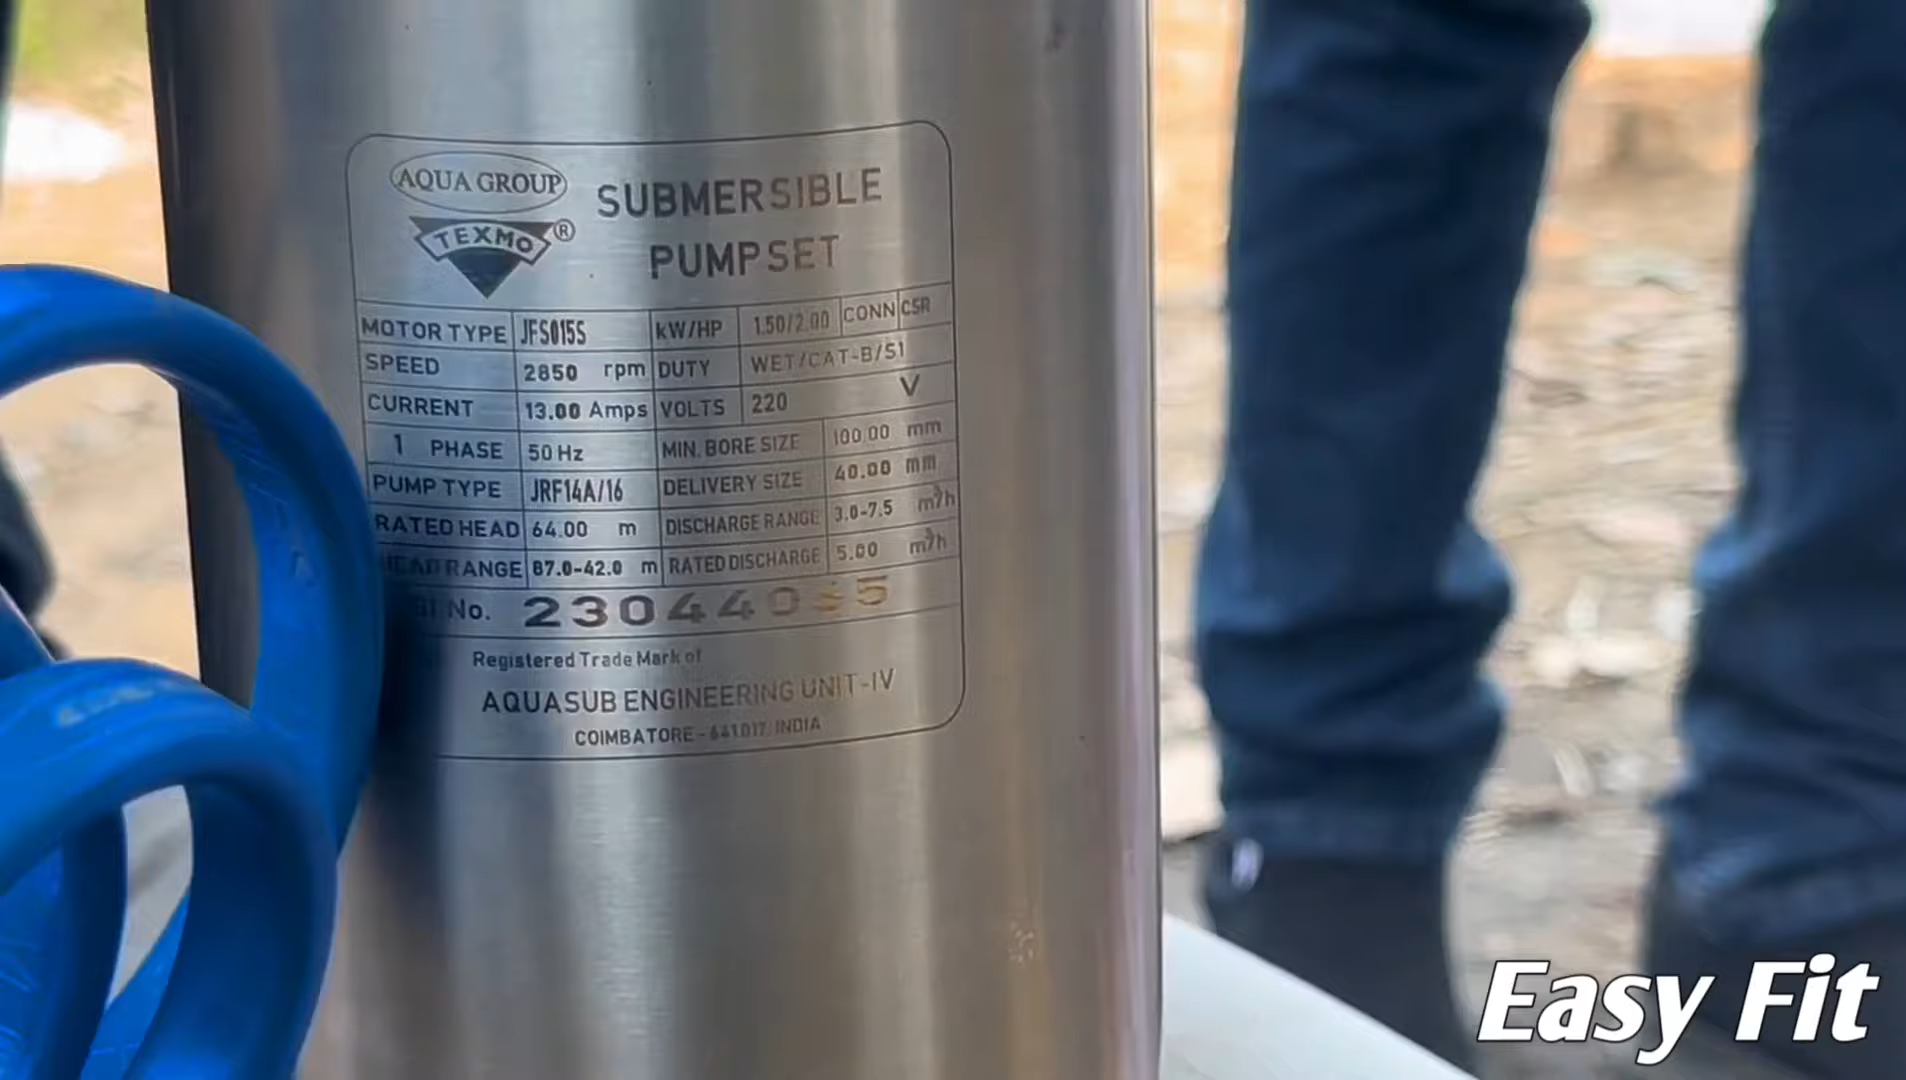 AQUA GROUP
TEXMO ®
SUBMERSIBLE
PUMPSET
MOTOR TYPE JFS015S kW/HP 1.50/2.00 CONN CSR
SPEED 2850 rpm DUTY WET/CAT-B/S1
CURRENT 13.00 Amps VOLTS 220 V
1 PHASE 50 Hz MIN. BORE SIZE 100.00 mm
PUMP TYPE JRF14A/16 DELIVERY SIZE 40.00 mm
RATED HEAD 64.00 m DISCHARGE RANGE 3.0-7.5 m³/h
HEAD RANGE 87.0-42.0 m RATED DISCHARGE 5.00 m³/h
No.
Registered Trade Mark of
AQUASUB ENGINEERING UNIT-IV
COIMBATORE - 641017, INDIA
Easy Fit